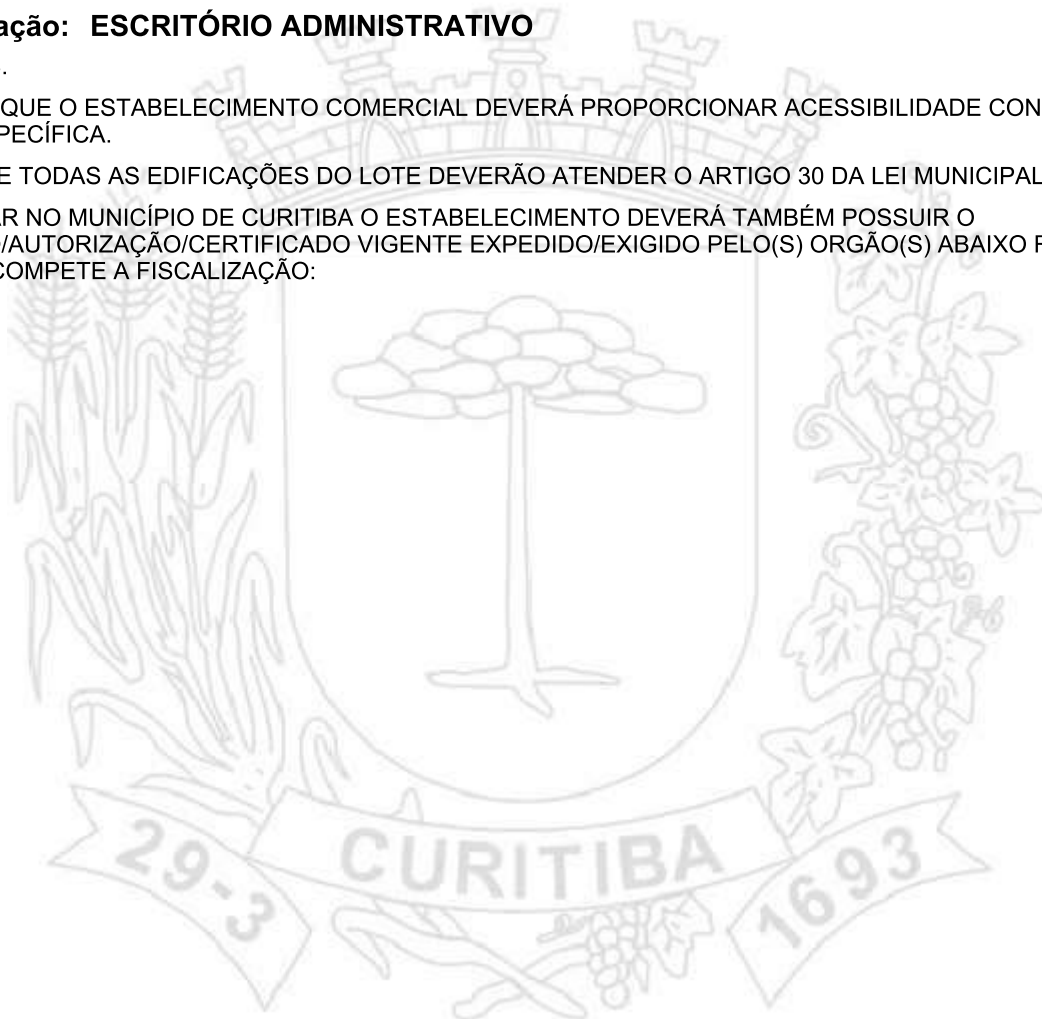 ação: ESCRITÓRIO ADMINISTRATIVO
.
QUE O ESTABELECIMENTO COMERCIAL DEVERÁ PROPORCIONAR ACESSIBILIDADE CON
PECÍFICA.
E TODAS AS EDIFICAÇÕES DO LOTE DEVERÃO ATENDER O ARTIGO 30 DA LEI MUNICIPAL
AR NO MUNICÍPIO DE CURITIBA O ESTABELECIMENTO DEVERÁ TAMBÉM POSSUIR O
/AUTORIZAÇÃO/CERTIFICADO VIGENTE EXPEDIDO/EXIGIDO PELO(S) ORGÃO(S) ABAIXO
COMPETE A FISCALIZAÇÃO:
29-3 CURITIBA 1693